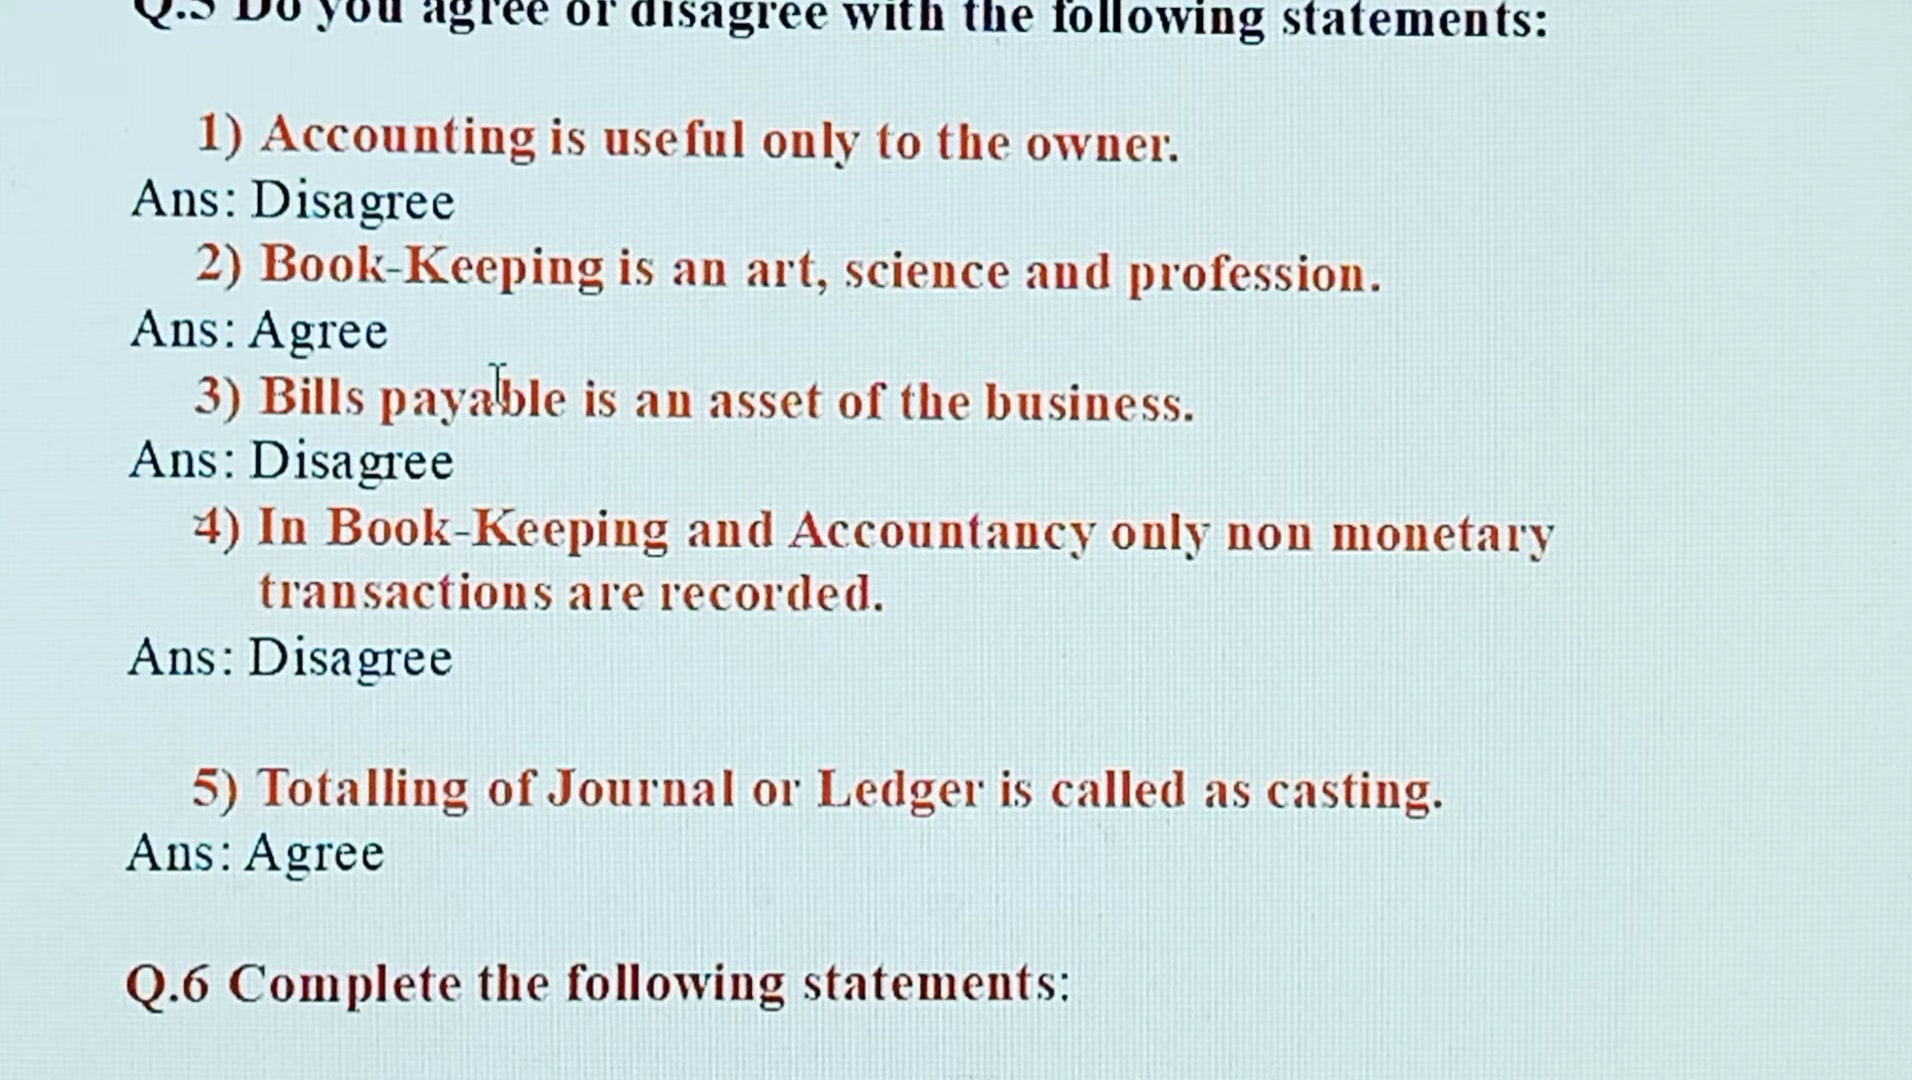 Q.5 Do you agree or disagree with the following statements:
1) Accounting is useful only to the owner.
Ans: Disagree
2) Book-Keeping is an art, science and profession.
Ans: Agree
3) Bills payable is an asset of the business.
Ans: Disagree
4) In Book-Keeping and Accountancy only non monetary
transactions are recorded.
Ans: Disagree
5) Totalling of Journal or Ledger is called as casting.
Ans: Agree
Q.6 Complete the following statements: